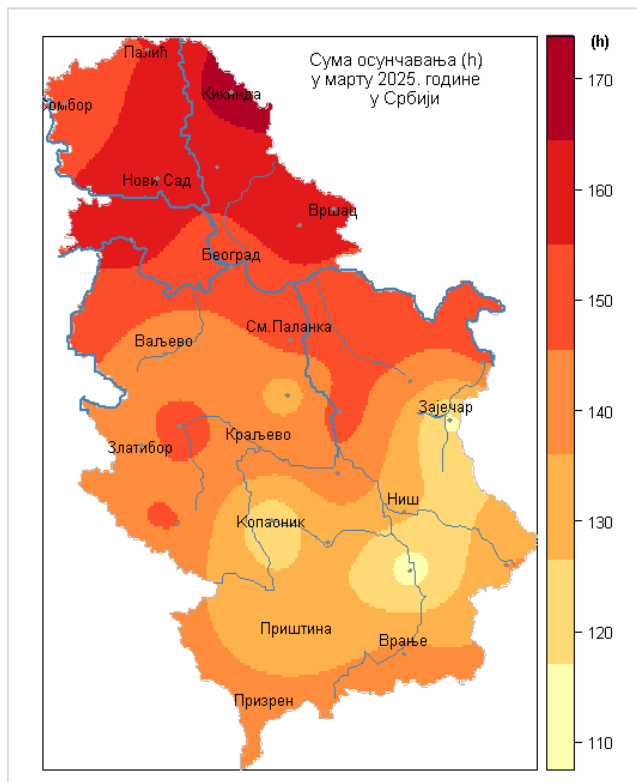 Сума осунчавања (h)
у марту 2025. године
у Србији
(h)
Палић
170
Кикинда
омбор
160
Нови Сад
Вршац
Београд
150
См.Паланка
Ваљево
140
Зајечар
Краљево
Златибор
Ниш
130
Копаоник
120
Приштина
Врање
Призрен
110